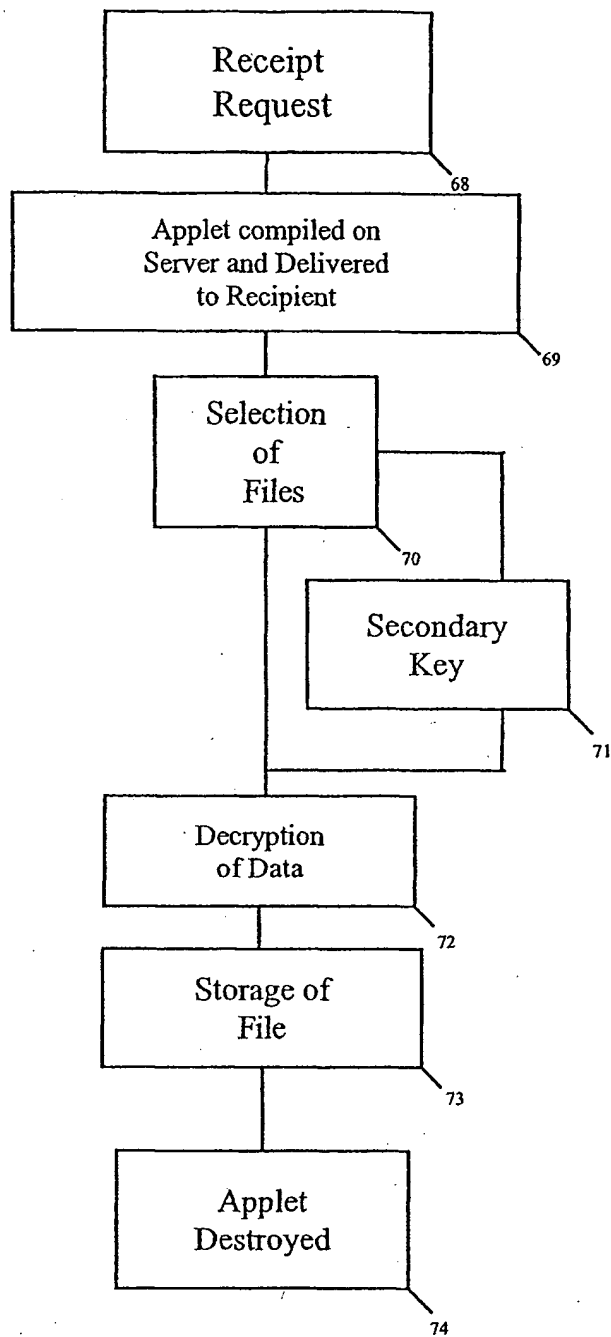 Receipt
Request
68
Applet compiled on
Server and Delivered
to Recipient
69
Selection
of
Files
70
Secondary
Key
71
Decryption
of Data
72
Storage of
File
73
Applet
Destroyed
74